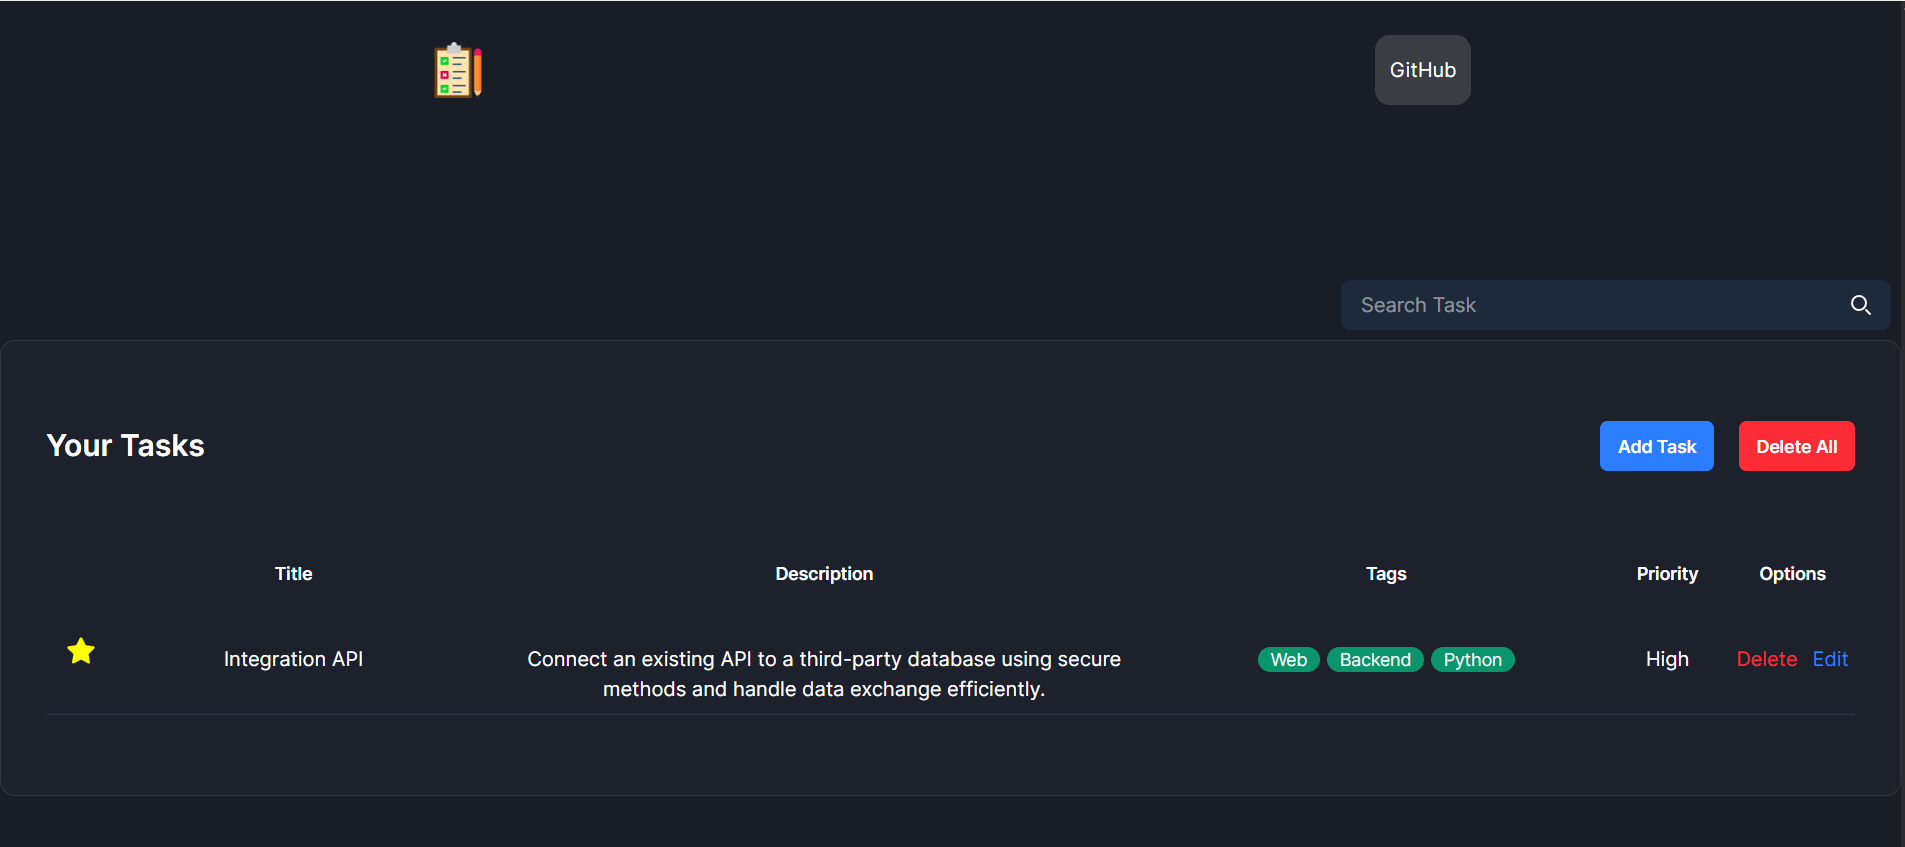 GitHub
Search Task
Your Tasks
Add Task
Delete All
Title
Description
Tags
Priority
Options
Integration API
Connect an existing API to a third-party database using secure
methods and handle data exchange efficiently.
Web
Backend
Python
High
Delete
Edit